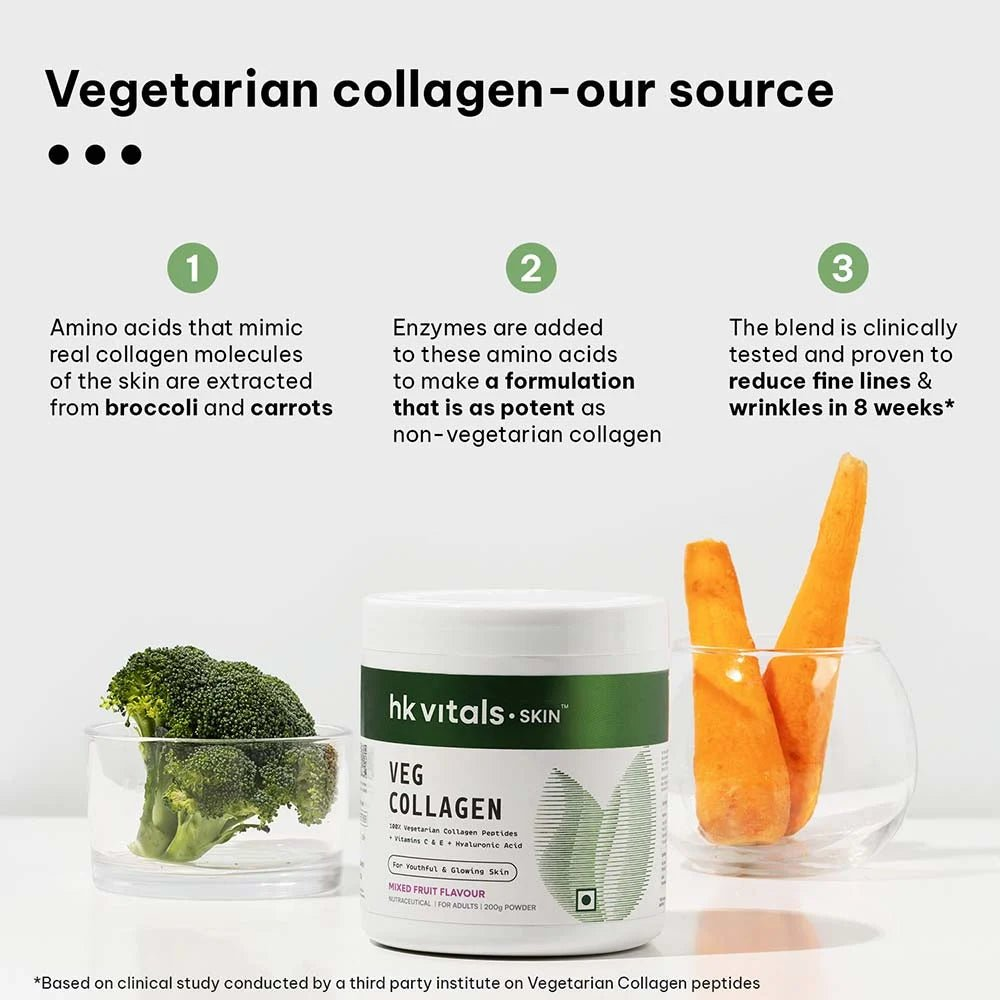 Vegetarian collagen-our source
1
Amino acids that mimic
real collagen molecules
of the skin are extracted
from broccoli and carrots
2
Enzymes are added
to these amino acids
to make a formulation
that is as potent as
non-vegetarian collagen
3
The blend is clinically
tested and proven to
reduce fine lines &
wrinkles in 8 weeks*
hk vitals • SKIN™
VEG
COLLAGEN
100% Vegetarian Collagen Peptides
+ Vitamins C & E + Hyaluronic Acid
For Youthful & Glowing Skin
MIXED FRUIT FLAVOUR
NUTRACEUTICAL | FOR ADULTS | 200g POWDER
*Based on clinical study conducted by a third party institute on Vegetarian Collagen peptides